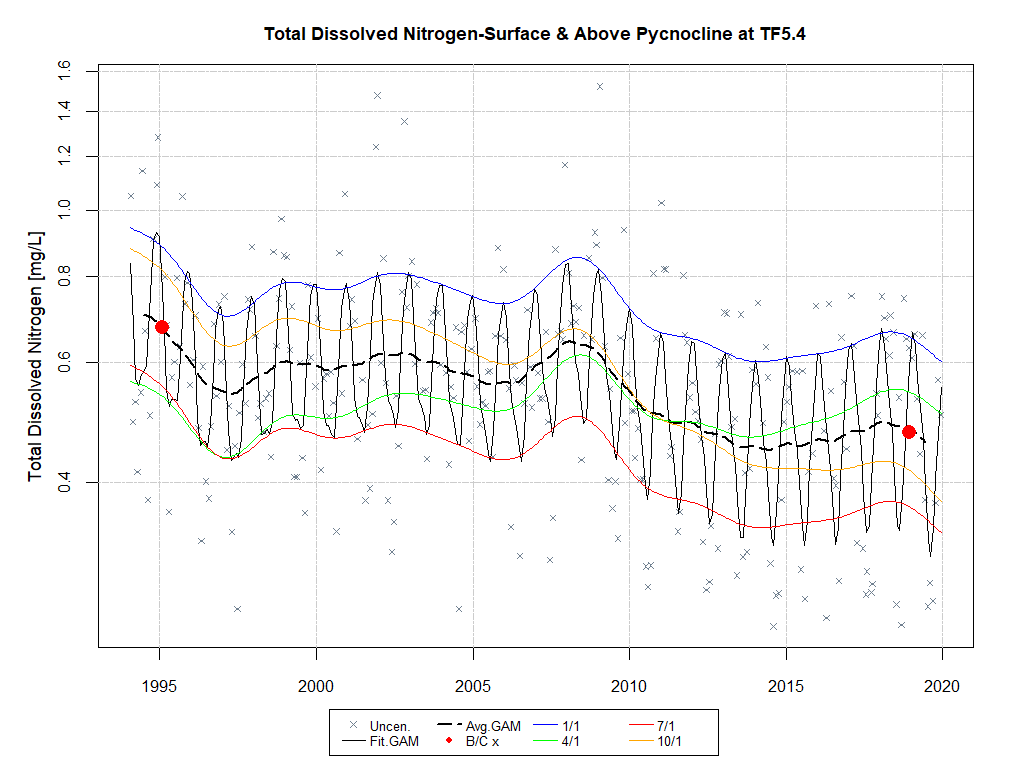 Total Dissolved Nitrogen-Surface & Above Pycnocline at TF5.4
Total Dissolved Nitrogen [mg/L]
1.6
1.4
1.2
1.0
0.8
0.6
0.4
1995 2000 2005 2010 2015 2020
Uncen. Avg.GAM 1/1 7/1
Fit.GAM B/C x 4/1 10/1